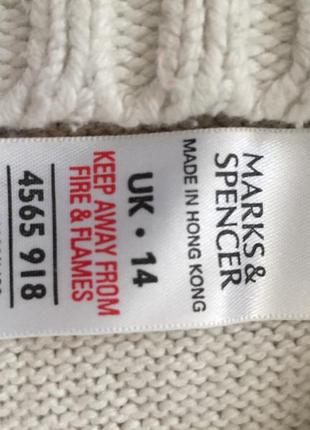 MARKS &
SPENCER
MADE IN HONG KONG
UK • 14
KEEP AWAY FROM
FIRE & FLAMES
4565 918